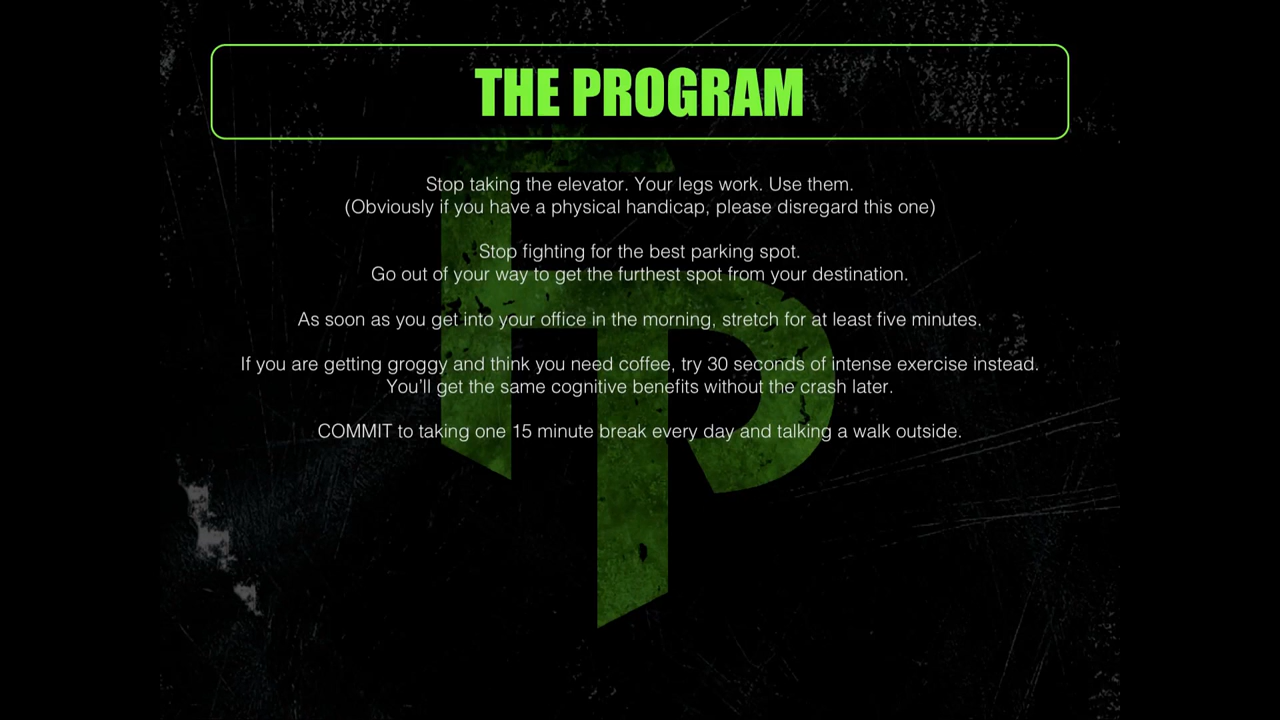 THE PROGRAM
Stop taking the elevator. Your legs work. Use them.
(Obviously if you have a physical handicap, please disregard this one)
Stop fighting for the best parking spot.
Go out of your way to get the furthest spot from your destination.
As soon as you get into your office in the morning, stretch for at least five minutes.
If you are getting groggy and think you need coffee, try 30 seconds of intense exercise instead.
You'll get the same cognitive benefits without the crash later.
COMMIT to taking one 15 minute break every day and talking a walk outside.